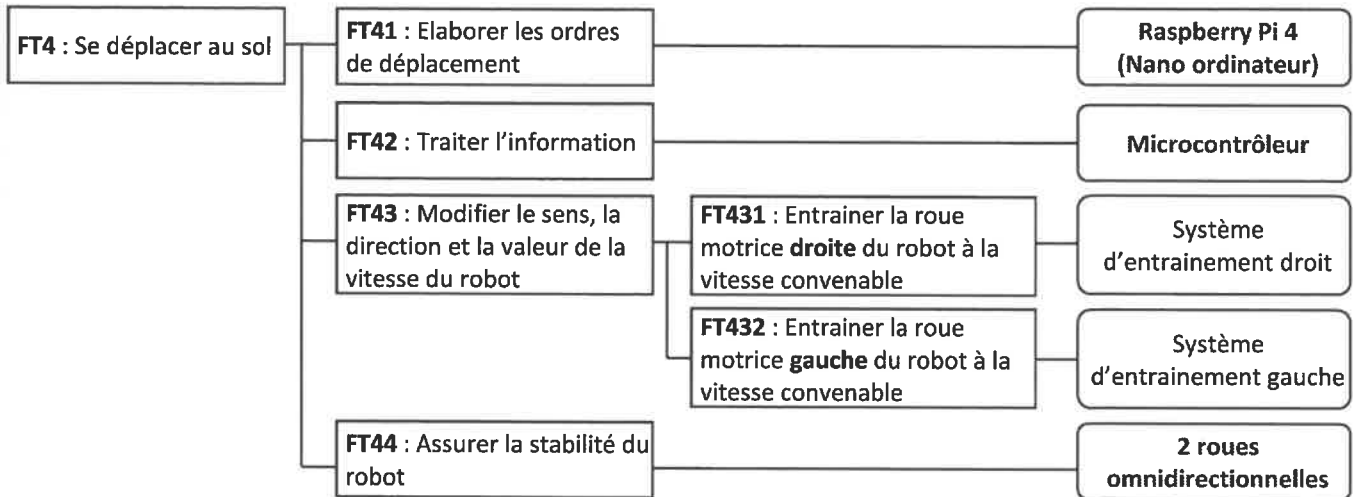 FT4 : Se déplacer au sol
FT41 : Elaborer les ordres
de déplacement
Raspberry Pi 4
(Nano ordinateur)
FT42 : Traiter l'information
Microcontrôleur
FT43 : Modifier le sens, la
direction et la valeur de la
vitesse du robot
FT431 : Entrainer la roue
motrice droite du robot à la
vitesse convenable
Système
d'entrainement droit
FT432 : Entrainer la roue
motrice gauche du robot à la
vitesse convenable
Système
d'entrainement gauche
FT44 : Assurer la stabilité du
robot
2 roues
omnidirectionnelles